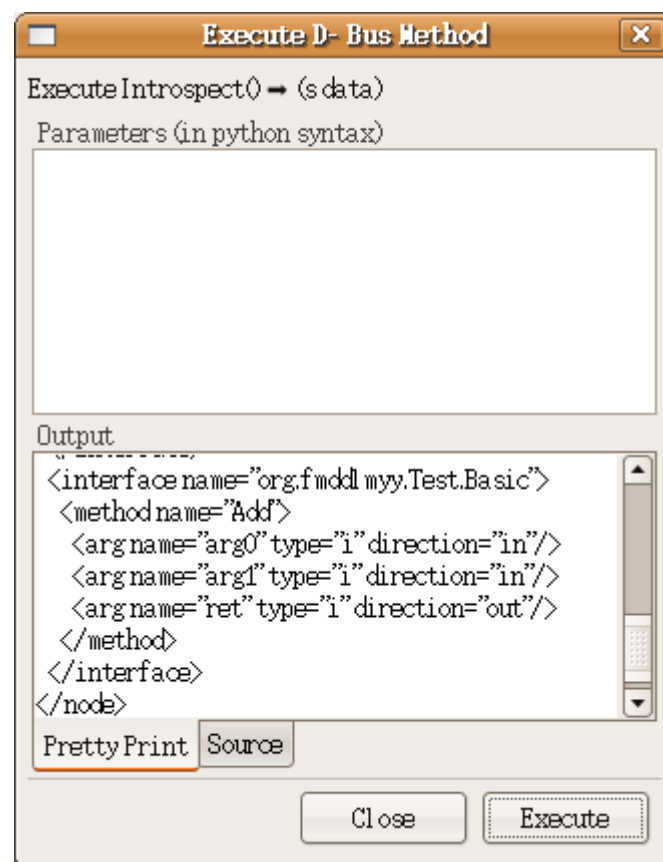 Execute D-Bus Method
Execute Introspect() → (s data)
Parameters (in python syntax)
Output
<interface name="org.fmddlmyy.Test.Basic">
<method name="Add">
<arg name="arg0" type="i" direction="in"/>
<arg name="arg1" type="i" direction="in"/>
<arg name="ret" type="i" direction="out"/>
</method>
</interface>
</node>
Pretty Print Source
Close Execute